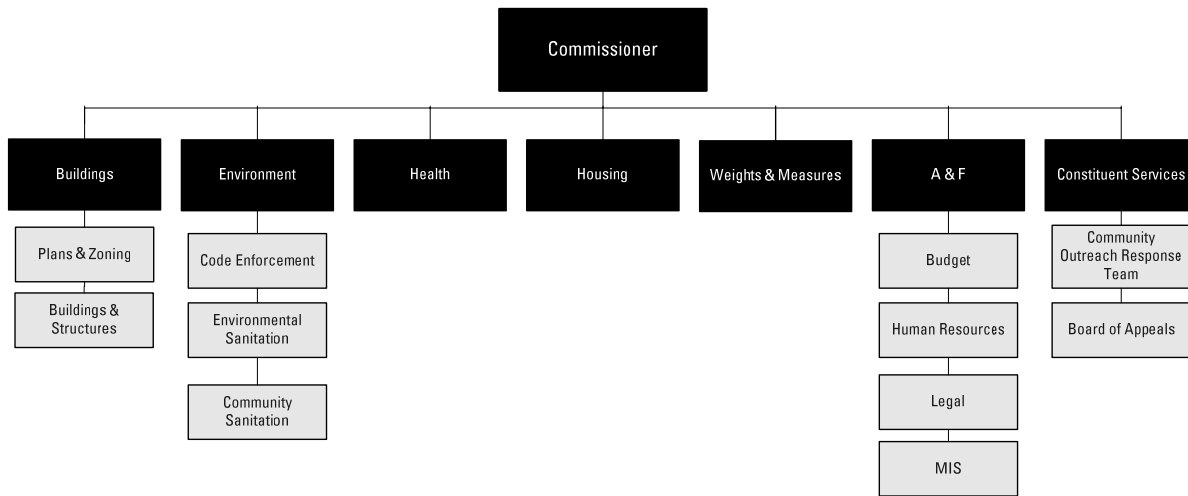 Commissioner
Buildings
Environment
Health
Housing
Weights & Measures
A & F
Constituent Services
Plans & Zoning
Buildings &
Structures
Code Enforcement
Environmental
Sanitation
Community
Sanitation
Budget
Human Resources
Legal
MIS
Community
Outreach Response
Team
Board of Appeals